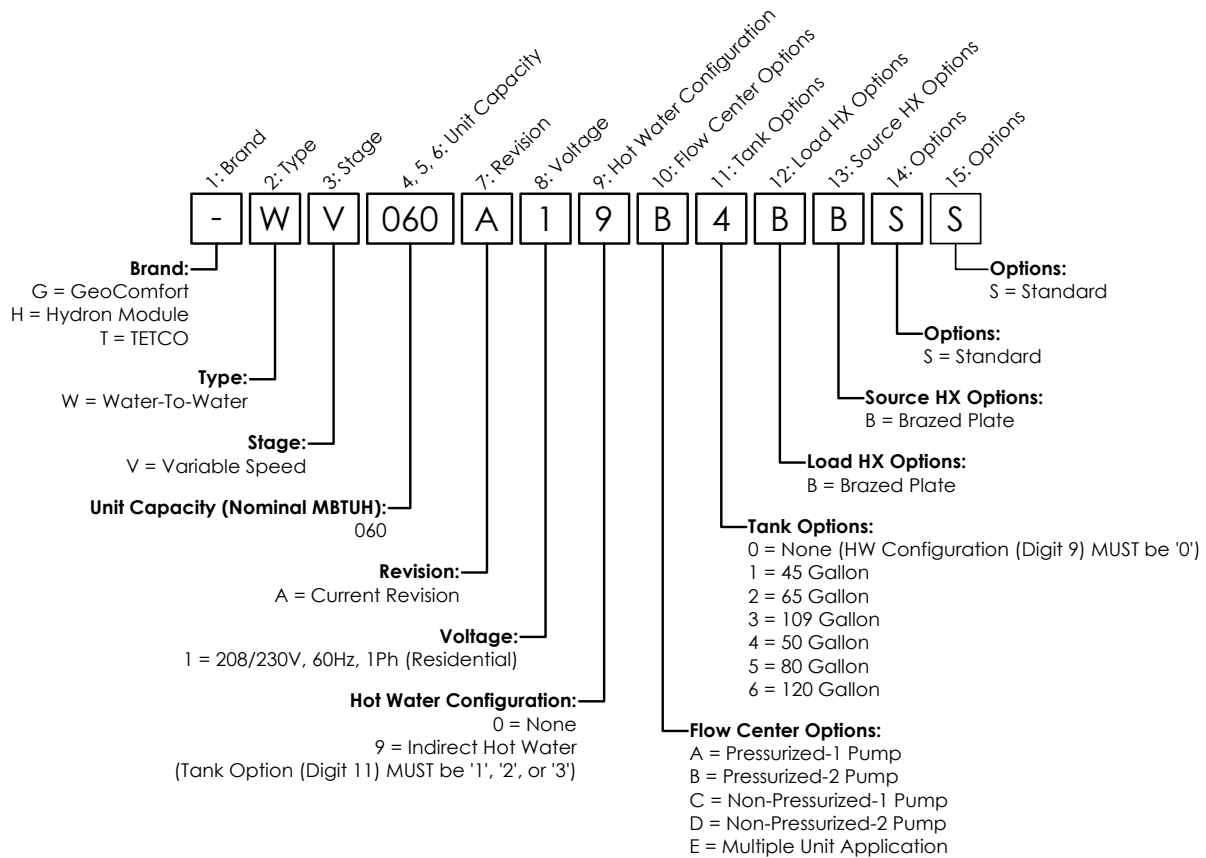 1: Brand
2: Type
3: Stage
4, 5, 6: Unit Capacity
7: Revision
8: Voltage
9: Hot Water Configuration
10: Flow Center Options
11: Tank Options
12: Load HX Options
13: Source HX Options
14: Options
15: Options
- W V 060 A 1 9 B 4 B B S S
Brand:
G = GeoComfort
H = Hydron Module
T = TETCO
Type:
W = Water-To-Water
Stage:
V = Variable Speed
Unit Capacity (Nominal MBTUH):
060
Revision:
A = Current Revision
Voltage:
1 = 208/230V, 60Hz, 1Ph (Residential)
Hot Water Configuration:
0 = None
9 = Indirect Hot Water
(Tank Option (Digit 11) MUST be '1', '2', or '3')
Options:
S = Standard
Options:
S = Standard
Source HX Options:
B = Brazed Plate
Load HX Options:
B = Brazed Plate
Tank Options:
0 = None (HW Configuration (Digit 9) MUST be '0')
1 = 45 Gallon
2 = 65 Gallon
3 = 109 Gallon
4 = 50 Gallon
5 = 80 Gallon
6 = 120 Gallon
Flow Center Options:
A = Pressurized-1 Pump
B = Pressurized-2 Pump
C = Non-Pressurized-1 Pump
D = Non-Pressurized-2 Pump
E = Multiple Unit Application